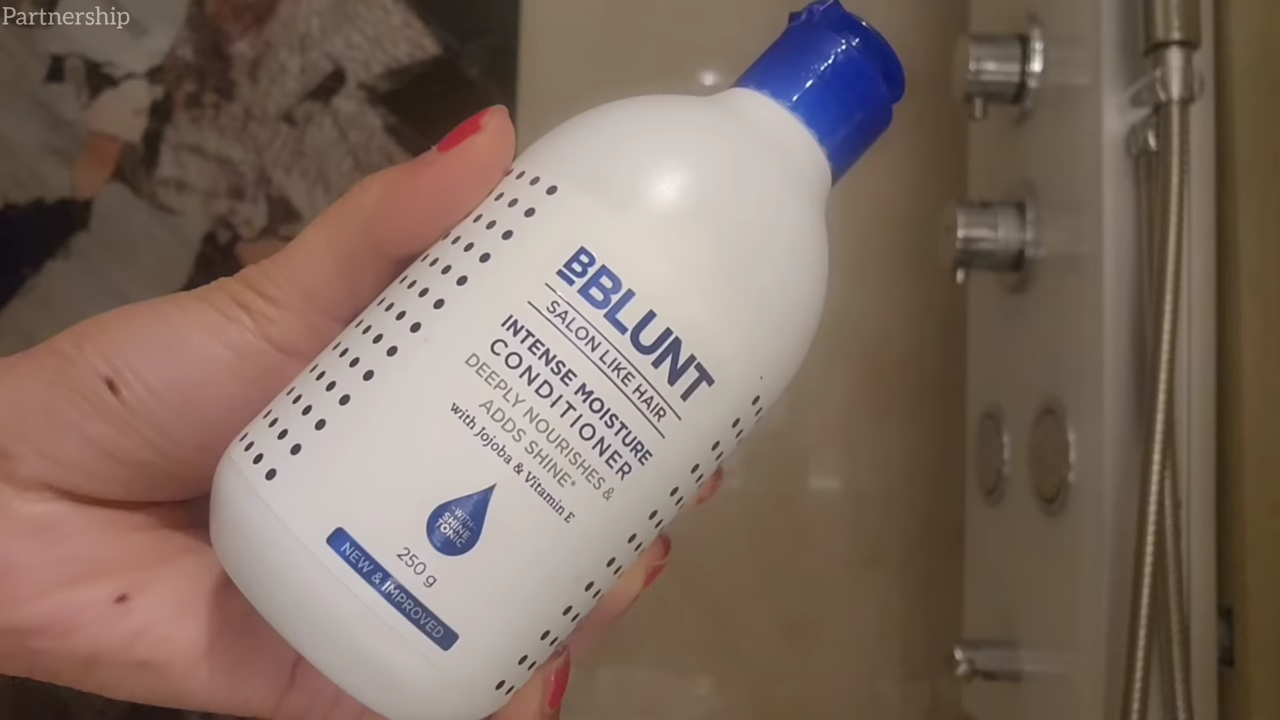 Partnership
BBLUNT
SALON LIKE HAIR
INTENSE MOISTURE
CONDITIONER
DEEPLY NOURISHES &
ADDS SHINE*
with Jojoba & Vitamin E
-WITH-
SHINE
TONIC
250 g
NEW & IMPROVED